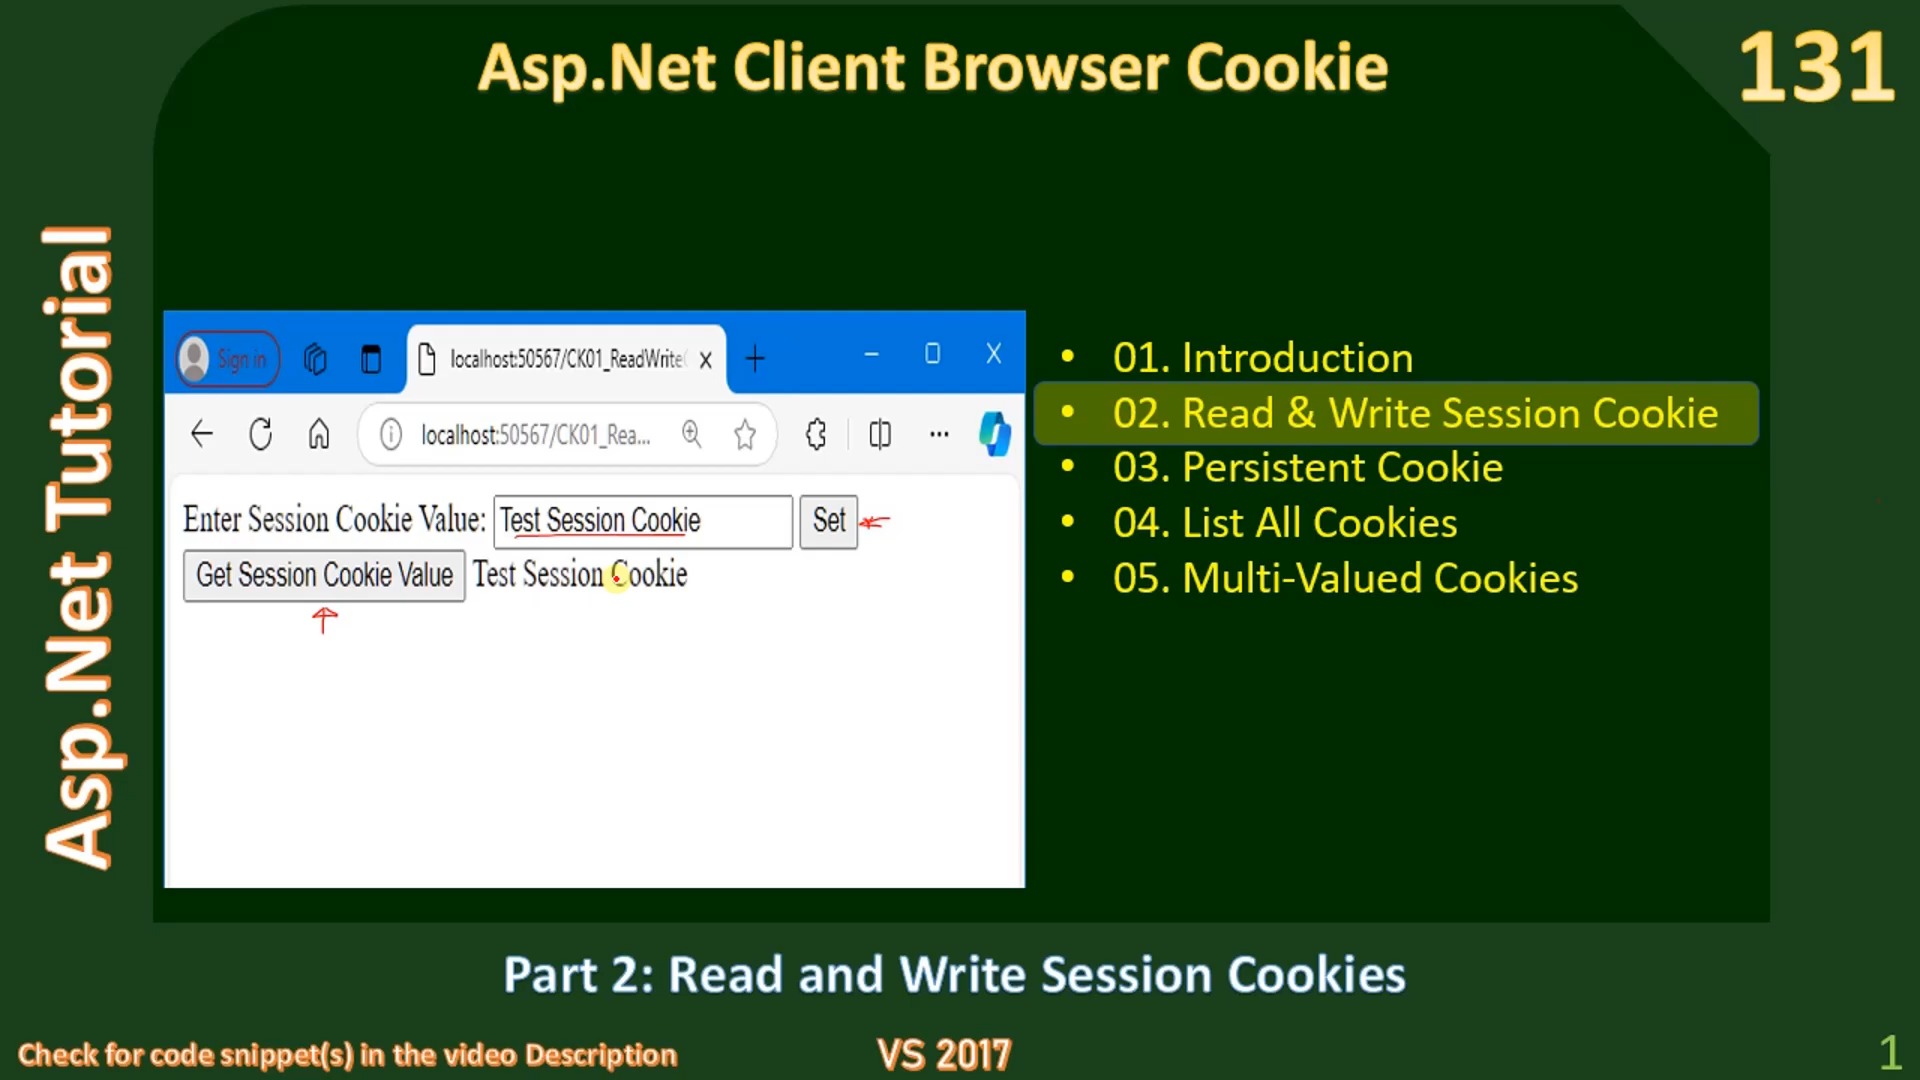 Asp.Net Client Browser Cookie
131
Asp.Net Tutorial
Sign in
localhost:50567/CK01_ReadWrite
localhost:50567/CK01_Rea...
Enter Session Cookie Value: Test Session Cookie Set
Get Session Cookie Value Test Session Cookie
• 01. Introduction
• 02. Read & Write Session Cookie
• 03. Persistent Cookie
• 04. List All Cookies
• 05. Multi-Valued Cookies
Part 2: Read and Write Session Cookies
Check for code snippet(s) in the video Description
VS 2017
1